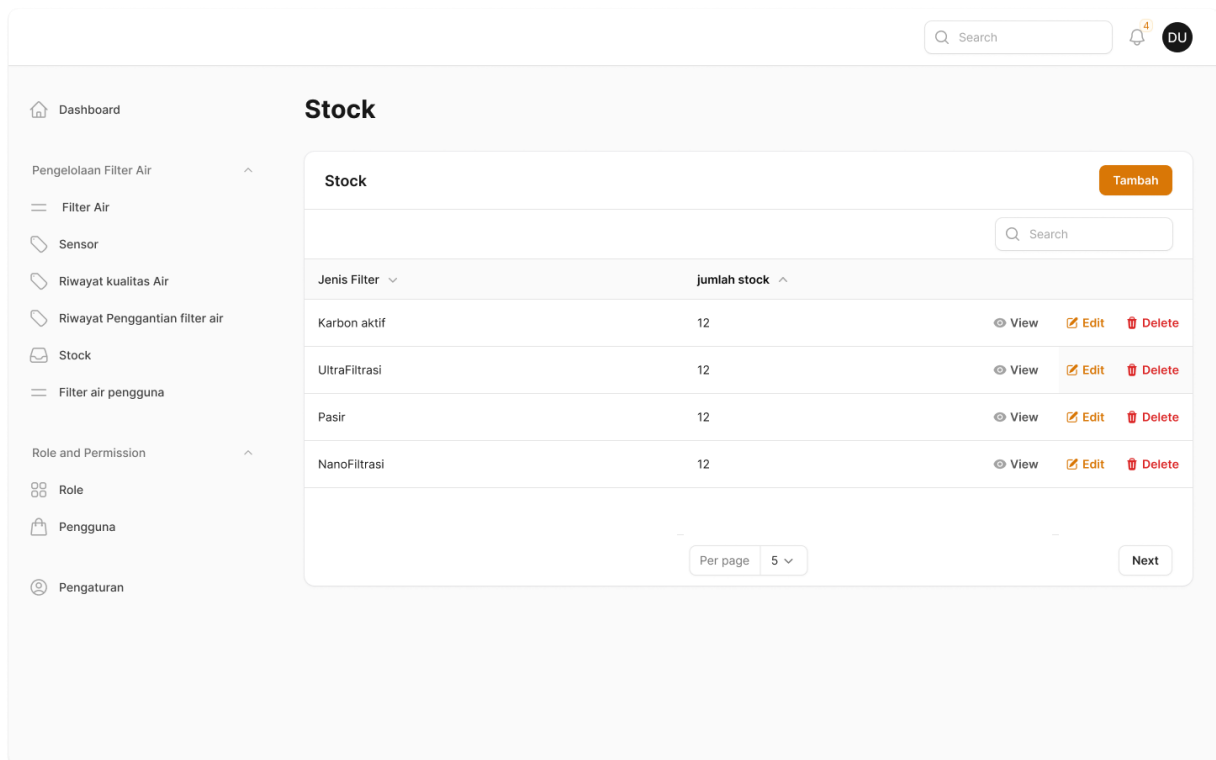 Search
4
DU
Dashboard
Pengelolaan Filter Air
Filter Air
Sensor
Riwayat kualitas Air
Riwayat Penggantian filter air
Stock
Filter air pengguna
Role and Permission
Role
Pengguna
Pengaturan
Stock
Stock
Tambah
Search
Jenis Filter jumlah stock
Karbon aktif 12 View Edit Delete
UltraFiltrasi 12 View Edit Delete
Pasir 12 View Edit Delete
NanoFiltrasi 12 View Edit Delete
Per page 5 Next